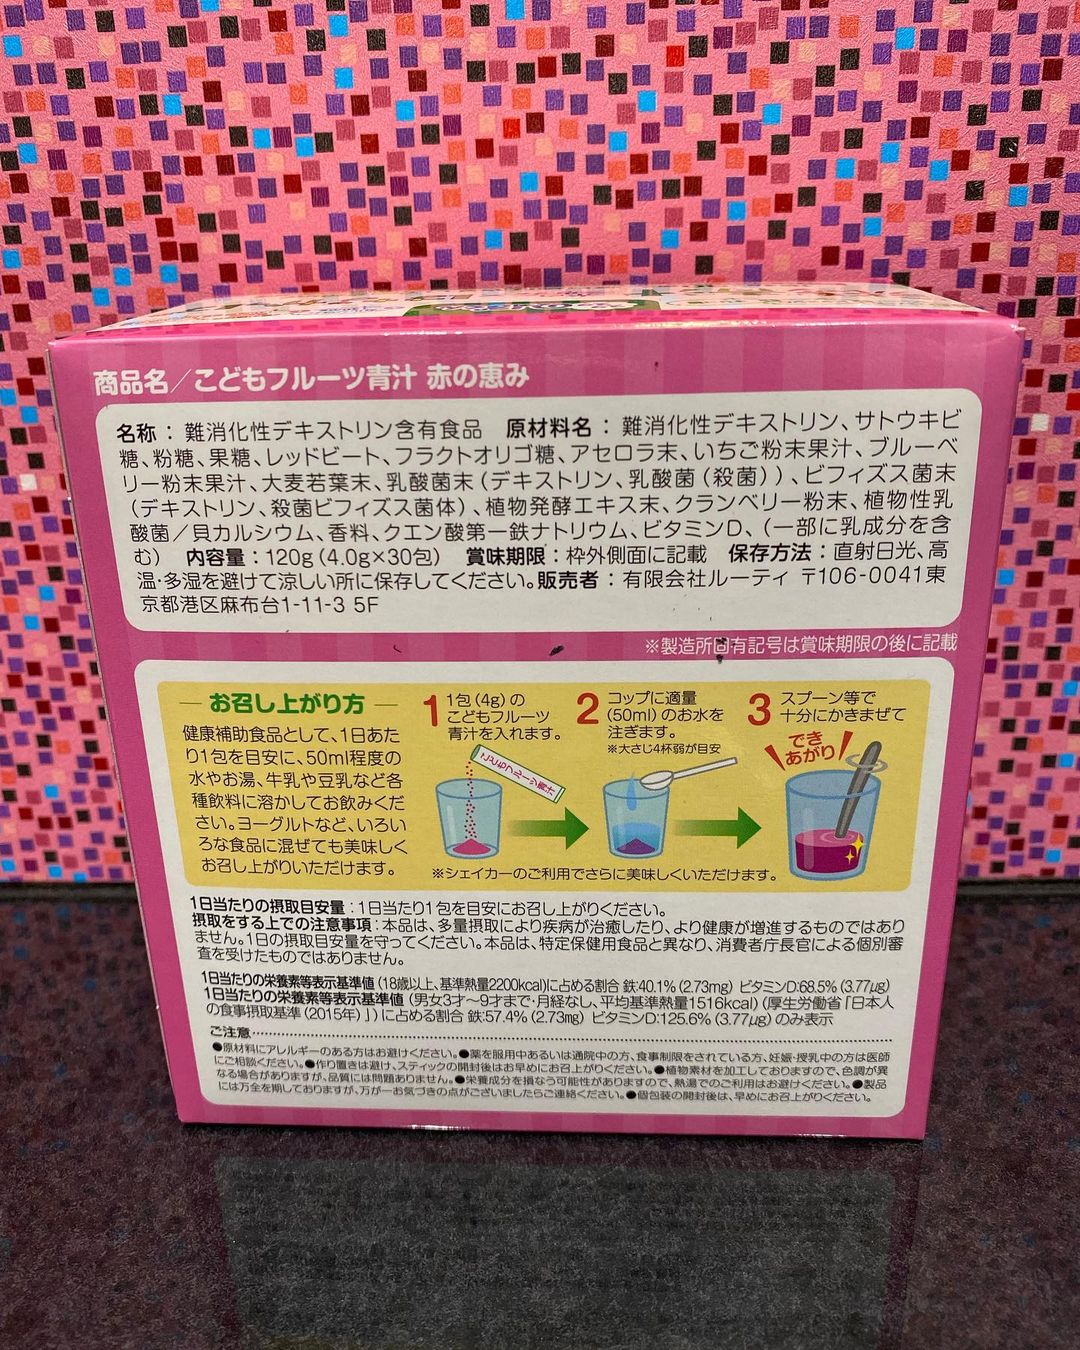 商品名／こどもフルーツ青汁 赤の恵み
名称：難消化性デキストリン含有食品 原材料名：難消化性デキストリン、サトウキビ
糖、粉糖、果糖、レッドビート、フラクトオリゴ糖、アセロラ末、いちご粉末果汁、ブルーベ
リー粉末果汁、大麦若葉末、乳酸菌末（デキストリン、乳酸菌（殺菌））、ビフィズス菌末
（デキストリン、殺菌ビフィズス菌体）、植物発酵エキス末、クランベリー粉末、植物性乳
酸菌／貝カルシウム、香料、クエン酸第一鉄ナトリウム、ビタミンD、（一部に乳成分を含
む） 内容量：120g（4.0g×30包） 賞味期限：枠外側面に記載 保存方法：直射日光、高
温・多湿を避けて涼しい所に保存してください。販売者：有限会社ルーティ 〒106-0041東
京都港区麻布台1-11-3 5F
※製造所固有記号は賞味期限の後に記載
お召し上がり方
健康補助食品として、1日あた
り1包を目安に、50ml程度の
水やお湯、牛乳や豆乳など各
種飲料に溶かしてお飲みくだ
さい。ヨーグルトなど、いろい
ろな食品に混ぜても美味しく
お召し上がりいただけます。
1 1包（4g）の
こどもフルーツ
青汁を入れます。
こどもフルーツ青汁
2 コップに適量
（50ml）のお水を
注ぎます。
※大さじ4杯弱が目安
3 スプーン等で
十分にかきまぜて
でき
あがり
※シェイカーのご利用でさらに美味しくいただけます。
1日当たりの摂取目安量：1日当たり1包を目安にお召し上がりください。
摂取をする上での注意事項：本品は、多量摂取により疾病が治癒したり、より健康が増進するものではあり
ません。1日の摂取目安量を守ってください。本品は、特定保健用食品と異なり、消費者庁長官による個別審
査を受けたものではありません。
1日当たりの栄養素等表示基準値（18歳以上、基準熱量2200kcal）に占める割合 鉄:40.1%（2.73mg） ビタミンD:68.5%（3.77μg）
1日当たりの栄養素等表示基準値（男女3才〜9才まで・月経なし、平均基準熱量1516kcal）（厚生労働省「日本人
の食事摂取基準（2015年）」）に占める割合 鉄:57.4%（2.73mg） ビタミンD:125.6%（3.77μg）のみ表示
ご注意
●原材料にアレルギーのある方はお避けください。●薬を服用中あるいは通院中の方、食事制限をされている方、妊娠・授乳中の方は医師
にご相談ください。●作り置きは避け、スティックの開封後はお早めにお召上がりください。●植物素材を加工しておりますので、色調が異
なる場合がありますが、品質には問題ありません。●栄養成分を損なう可能性がありますので、熱湯でのご利用はお避けください。●製品
には万全を期しておりますが、万が一お気づきの点がございましたらご連絡ください。●個包装の開封後は、早めにお召上がりください。